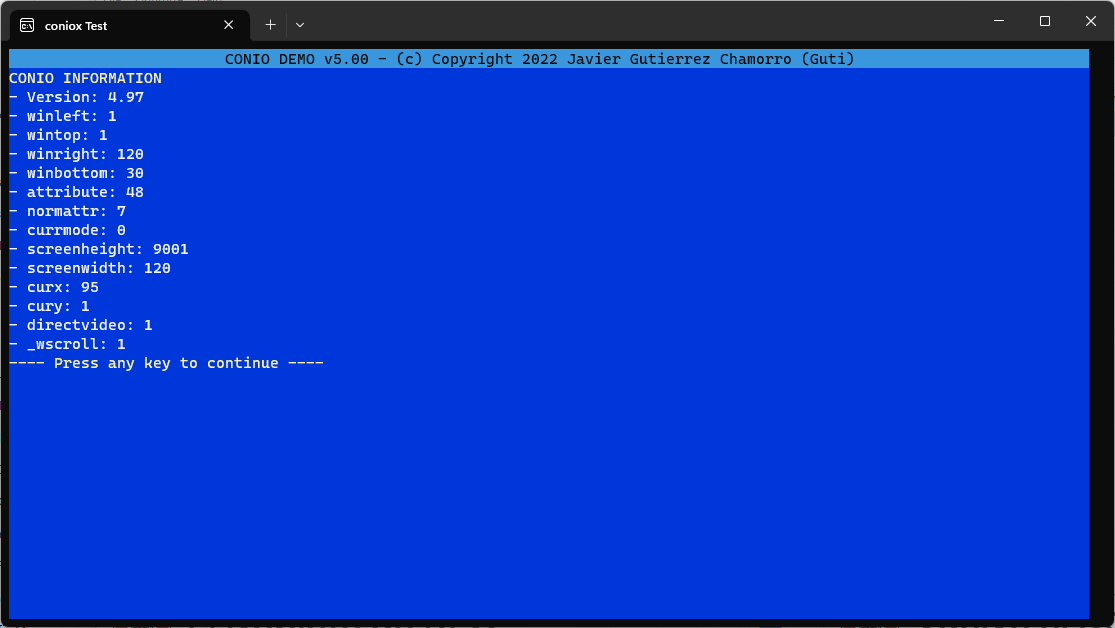 coniox Test
CONIO DEMO v5.00 - (c) Copyright 2022 Javier Gutierrez Chamorro (Guti)
CONIO INFORMATION
- Version: 4.97
- winleft: 1
- wintop: 1
- winright: 120
- winbottom: 30
- attribute: 48
- normattr: 7
- currmode: 0
- screenheight: 9001
- screenwidth: 120
- curx: 95
- cury: 1
- directvideo: 1
- _wscroll: 1
---- Press any key to continue ----